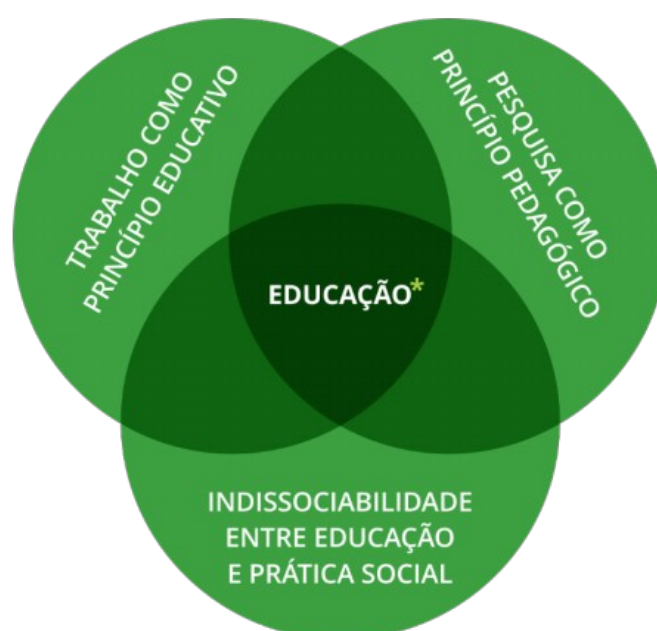 TRABALHO COMO
PRINCÍPIO EDUCATIVO
PESQUISA COMO
PRINCÍPIO PEDAGÓGICO
EDUCAÇÃO*
INDISSOCIABILIDADE
ENTRE EDUCAÇÃO
E PRÁTICA SOCIAL